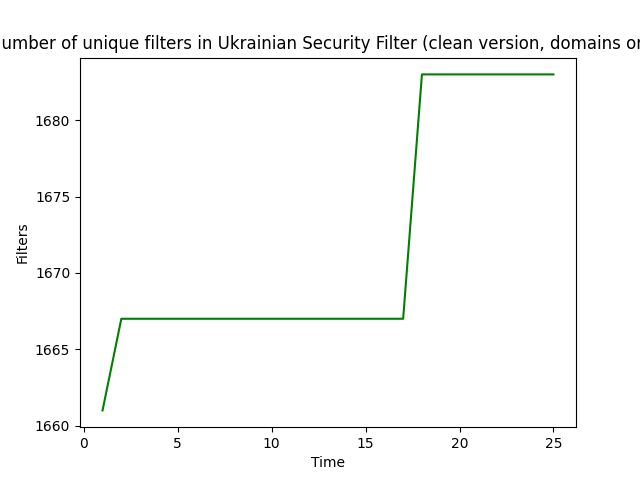 umber of unique filters in Ukrainian Security Filter (clean version, domains or
1680
1675
1670
1665
1660
Filters
0 5 10 15 20 25
Time